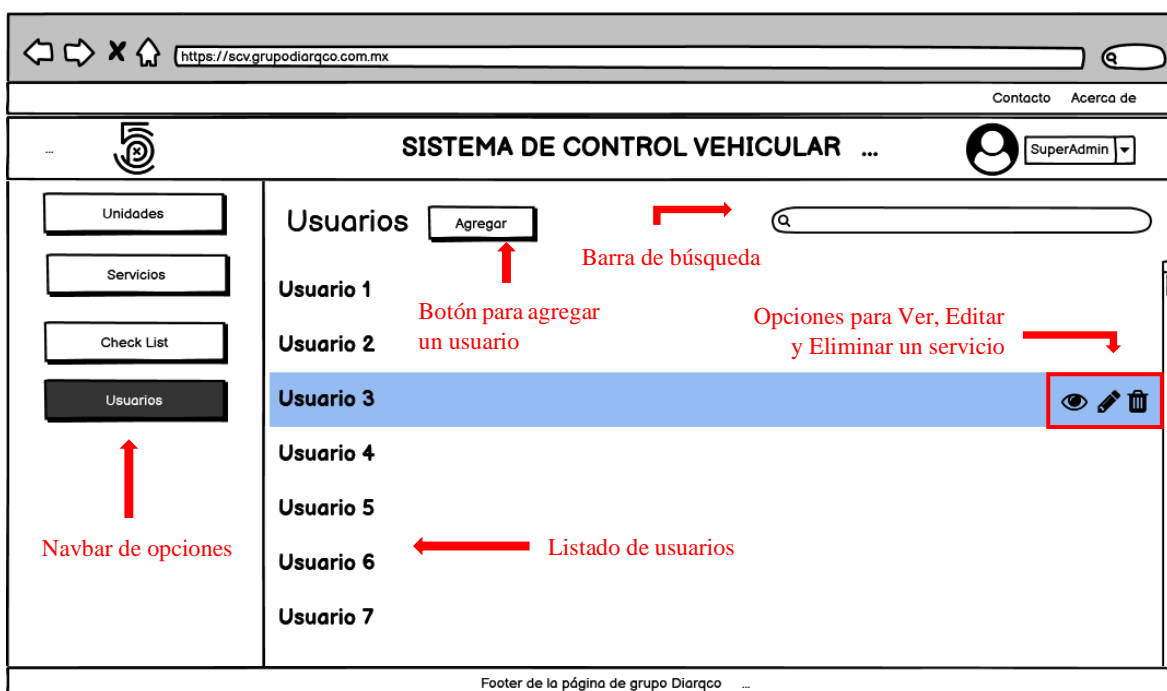 https://scv.grupodiarqco.com.mx
Contacto Acerca de
...
SISTEMA DE CONTROL VEHICULAR ...
SuperAdmin
Unidades
Servicios
Check List
Usuarios
Navbar de opciones
Usuarios
Agregar
Barra de búsqueda
Botón para agregar
un usuario
Opciones para Ver, Editar
y Eliminar un servicio
Usuario 1
Usuario 2
Usuario 3
Usuario 4
Usuario 5
Usuario 6
Usuario 7
Listado de usuarios
Footer de la página de grupo Diarqco ...